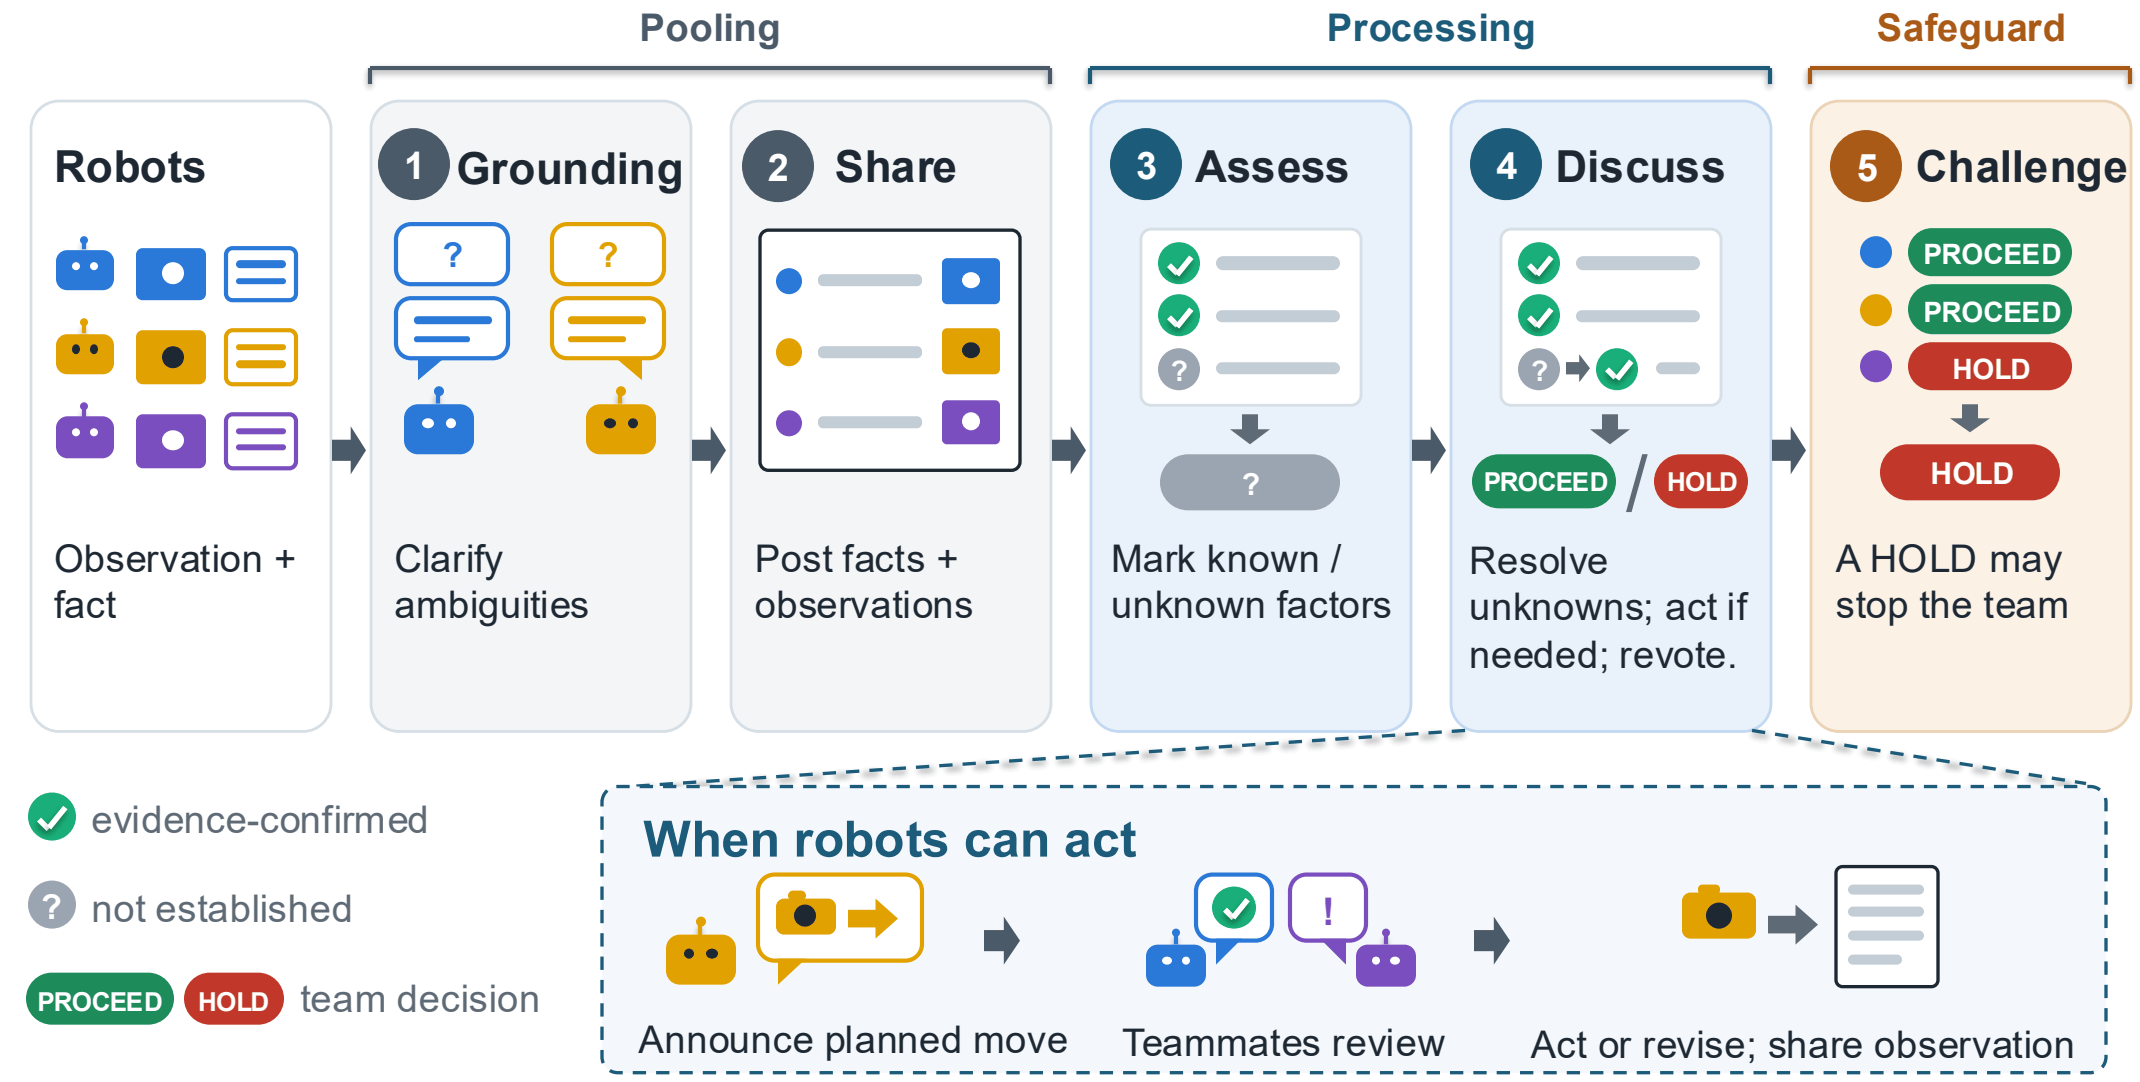 Pooling
Processing
Safeguard
Robots
Observation +
fact
1 Grounding
?
?
Clarify
ambiguities
2 Share
Post facts +
observations
3 Assess
?
?
Mark known /
unknown factors
4 Discuss
?
PROCEED / HOLD
Resolve
unknowns; act if
needed; revote.
5 Challenge
PROCEED
PROCEED
HOLD
HOLD
A HOLD may
stop the team
evidence-confirmed
? not established
PROCEED HOLD team decision
When robots can act
!
Announce planned move
Teammates review
Act or revise; share observation